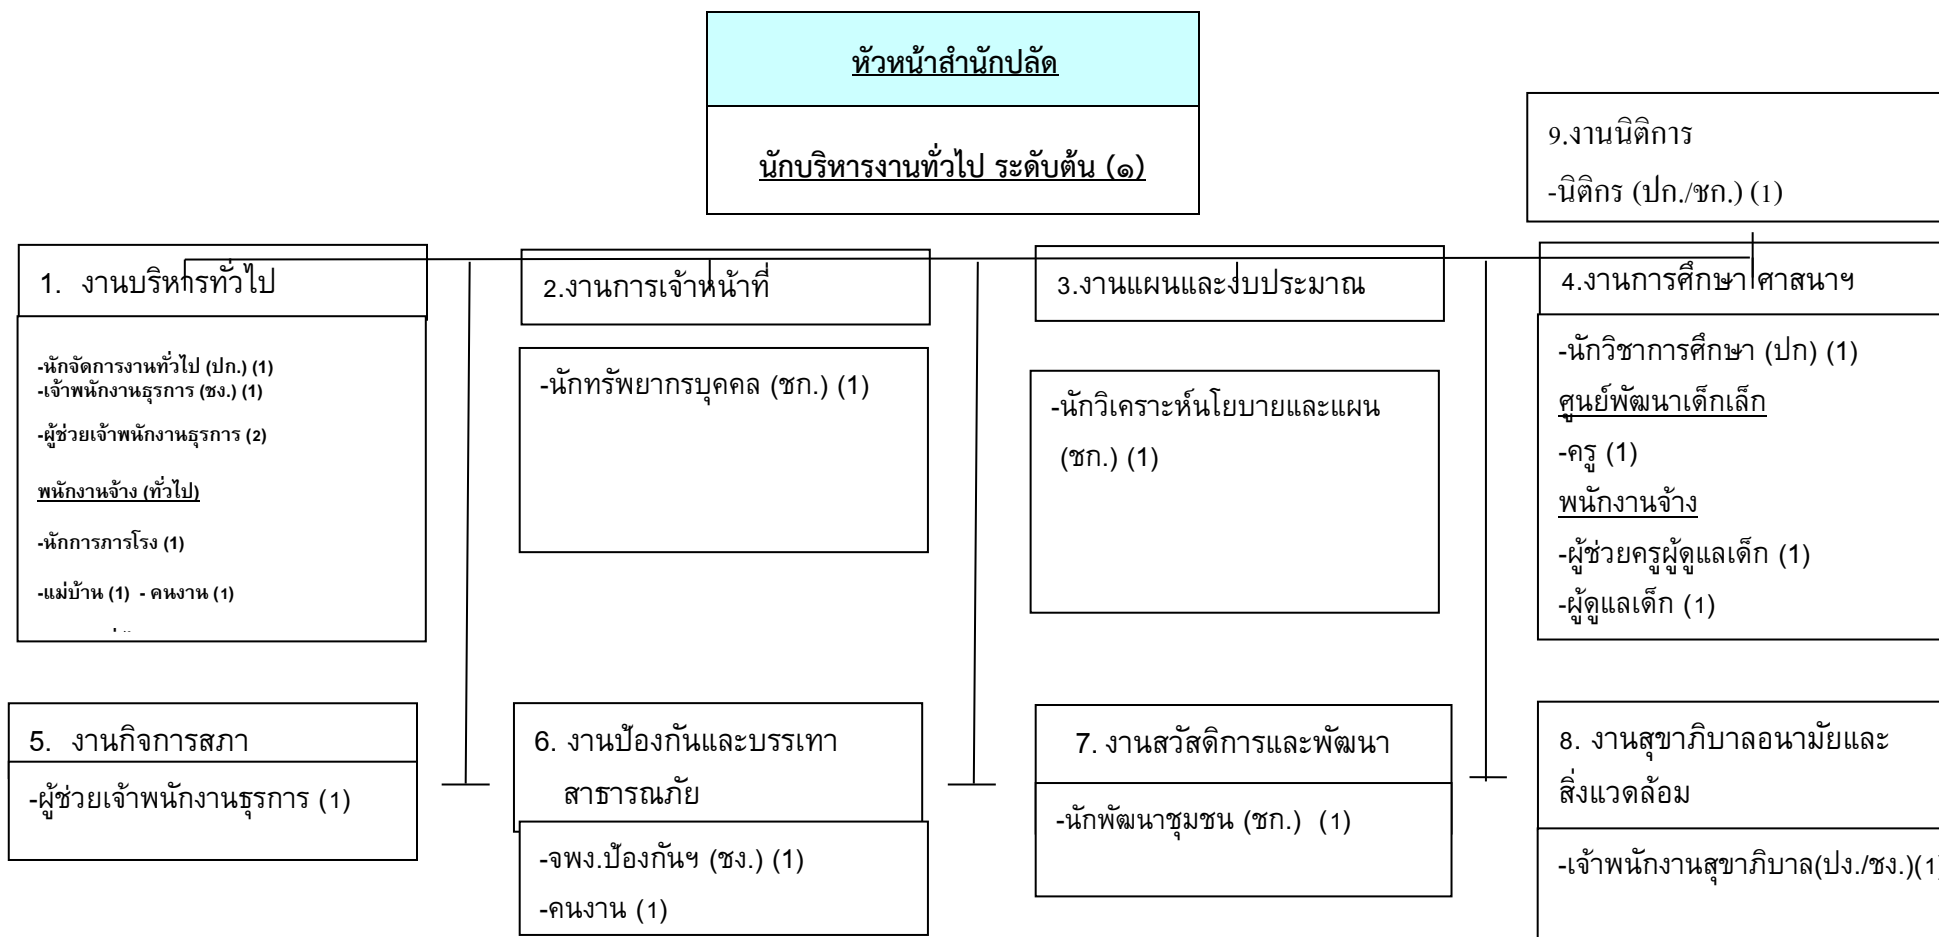 หัวหน้าสำนักปลัด
นักบริหารงานทั่วไป ระดับต้น (๑)
9.งานนิติการ
-นิติกร (ปก./ชก.) (1)
1. งานบริหารทั่วไป
-นักจัดการงานทั่วไป (ปก.) (1)
-เจ้าพนักงานธุรการ (ชง.) (1)
-ผู้ช่วยเจ้าพนักงานธุรการ (2)
พนักงานจ้าง (ทั่วไป)
-นักการภารโรง (1)
-แม่บ้าน (1) - คนงาน (1)
2.งานการเจ้าหน้าที่
-นักทรัพยากรบุคคล (ชก.) (1)
3.งานแผนและงบประมาณ
-นักวิเคราะห์นโยบายและแผน
(ชก.) (1)
4.งานการศึกษา ศาสนาฯ
-นักวิชาการศึกษา (ปก) (1)
ศูนย์พัฒนาเด็กเล็ก
-ครู (1)
พนักงานจ้าง
-ผู้ช่วยครูผู้ดูแลเด็ก (1)
-ผู้ดูแลเด็ก (1)
5. งานกิจการสภา
-ผู้ช่วยเจ้าพนักงานธุรการ (1)
6. งานป้องกันและบรรเทา
สาธารณภัย
-จพง.ป้องกันฯ (ชง.) (1)
-คนงาน (1)
7. งานสวัสดิการและพัฒนา
-นักพัฒนาชุมชน (ชก.) (1)
8. งานสุขาภิบาลอนามัยและ
สิ่งแวดล้อม
-เจ้าพนักงานสุขาภิบาล(ปง./ชง.)(1)